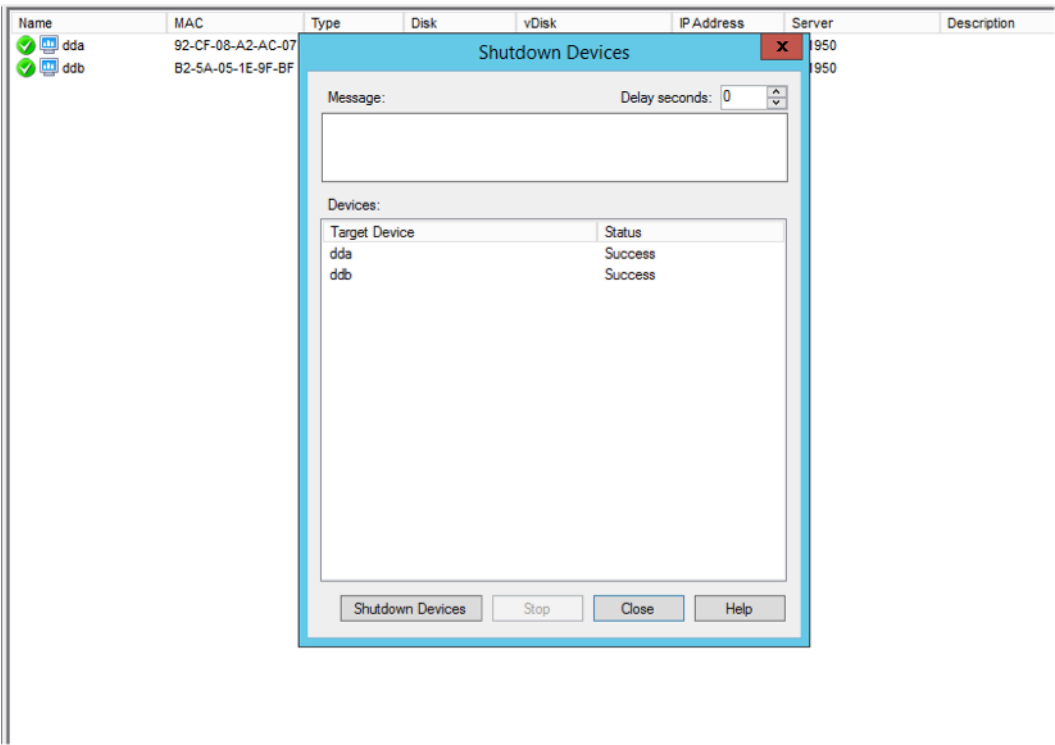 Name MAC Type Disk vDisk IP Address Server Description
dda 92-CF-08-A2-AC-07 1950
ddb B2-5A-05-1E-9F-BF 1950
Shutdown Devices x
Message: Delay seconds: 0
Devices:
Target Device Status
dda Success
ddb Success
Shutdown Devices Stop Close Help